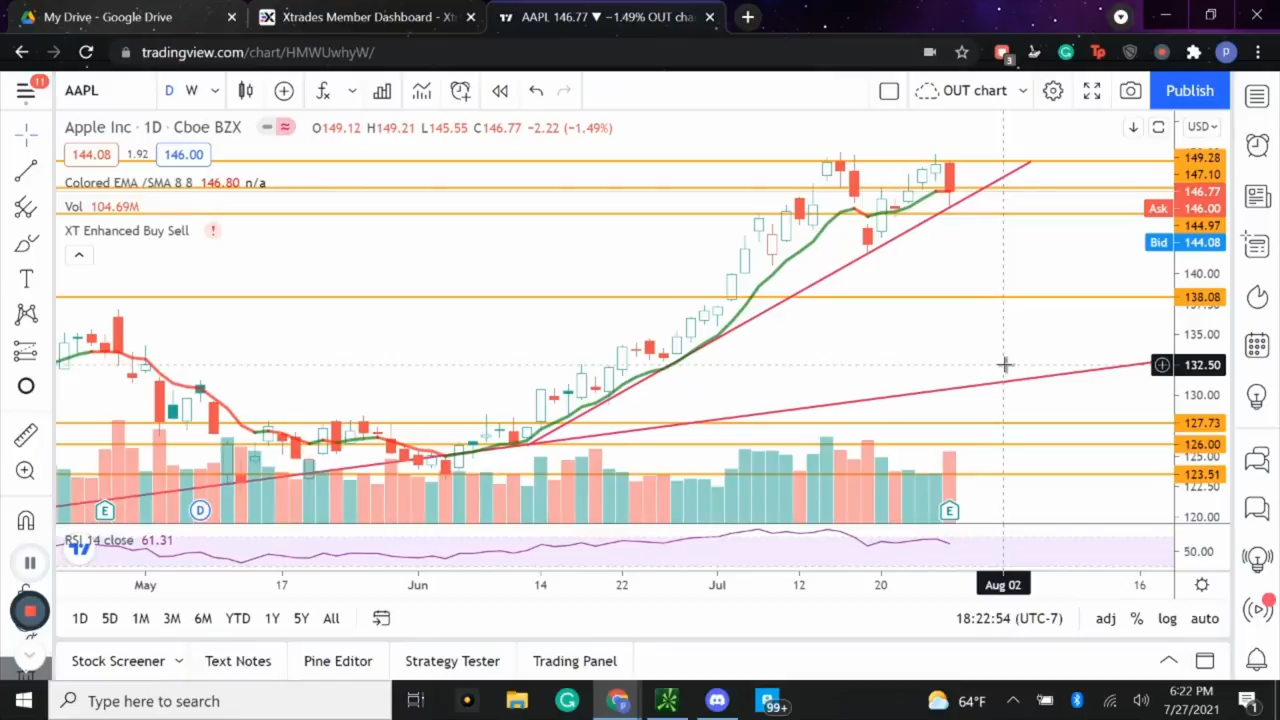 My Drive - Google Drive
Xtrades Member Dashboard - Xtr
AAPL 146.77 ▼ −1.49% OUT cha
tradingview.com/chart/HMWUwhyW/
3
P
11
AAPL
D W
OUT chart
Publish
Apple Inc · 1D · Cboe BZX
O149.12 H149.21 L145.55 C146.77 −2.22 (−1.49%)
USD
144.08 1.92 146.00
149.28
147.10
Colored EMA /SMA 8 8 146.80 n/a
146.77
Vol 104.69M
Ask 146.00
144.97
XT Enhanced Buy Sell !
Bid 144.08
140.00
138.08
135.00
132.50
130.00
127.73
126.00
125.00
123.51
122.50
E D E
120.00
RSI 14 close 61.31
50.00
May 17 Jun 14 22 Jul 12 20 Aug 02 16
1D 5D 1M 3M 6M YTD 1Y 5Y All
18:22:54 (UTC-7) adj % log auto
Stock Screener Text Notes Pine Editor Strategy Tester Trading Panel
Type here to search
99+
64°F
6:22 PM
7/27/2021
1